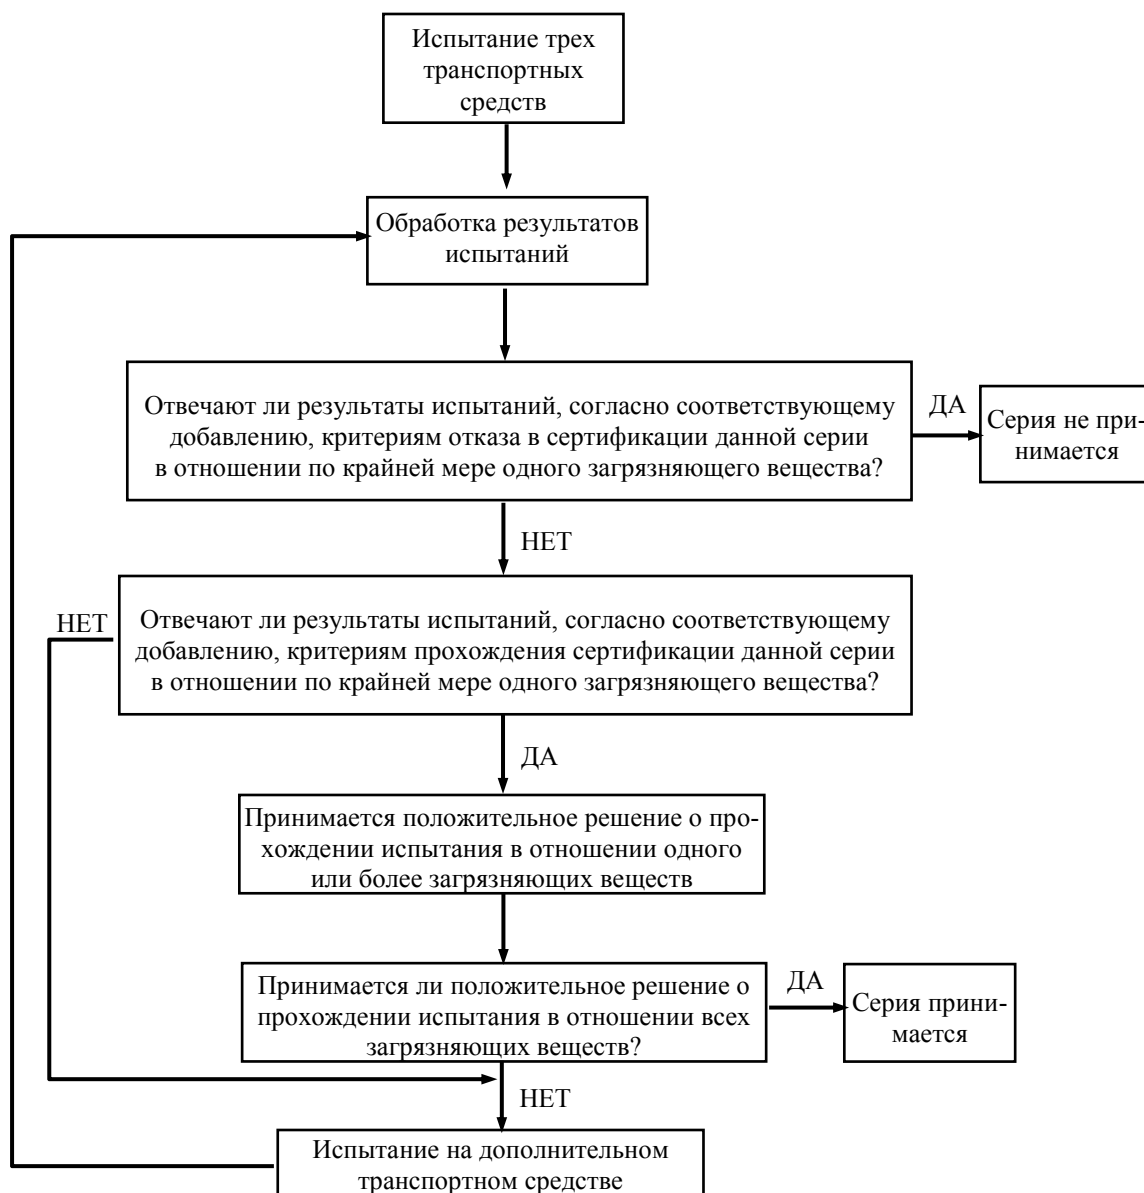 Испытание трех
транспортных
средств
Обработка результатов
испытаний
Отвечают ли результаты испытаний, согласно соответствующему
добавлению, критериям отказа в сертификации данной серии
в отношении по крайней мере одного загрязняющего вещества?
ДА
Серия не при-
нимается
НЕТ
НЕТ
Отвечают ли результаты испытаний, согласно соответствующему
добавлению, критериям прохождения сертификации данной серии
в отношении по крайней мере одного загрязняющего вещества?
ДА
Принимается положительное решение о про-
хождении испытания в отношении одного
или более загрязняющих веществ
Принимается ли положительное решение о
прохождении испытания в отношении всех
загрязняющих веществ?
ДА
Серия прини-
мается
НЕТ
Испытание на дополнительном
транспортном средстве